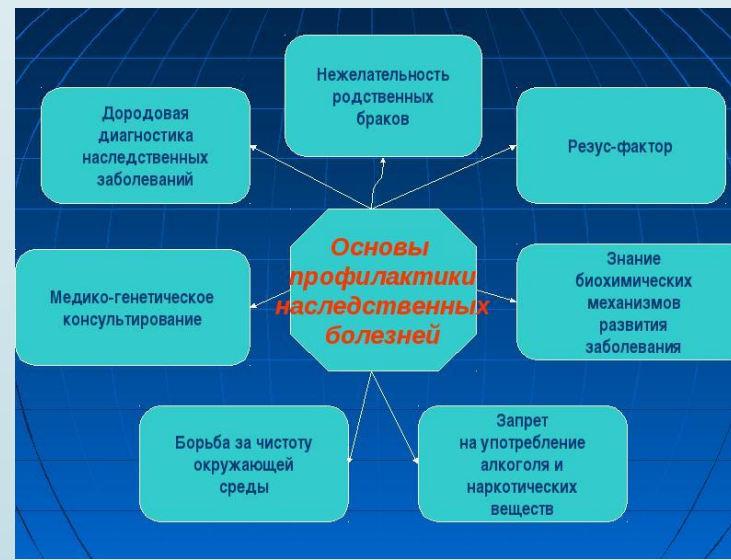 Нежелательность
родственных
браков
Дородовая
диагностика
наследственных
заболеваний
Резус-фактор
Основы
профилактики
наследственных
болезней
Медико-генетическое
консультирование
Знание
биохимических
механизмов
развития
заболевания
Борьба за чистоту
окружающей
среды
Запрет
на употребление
алкоголя и
наркотических
веществ